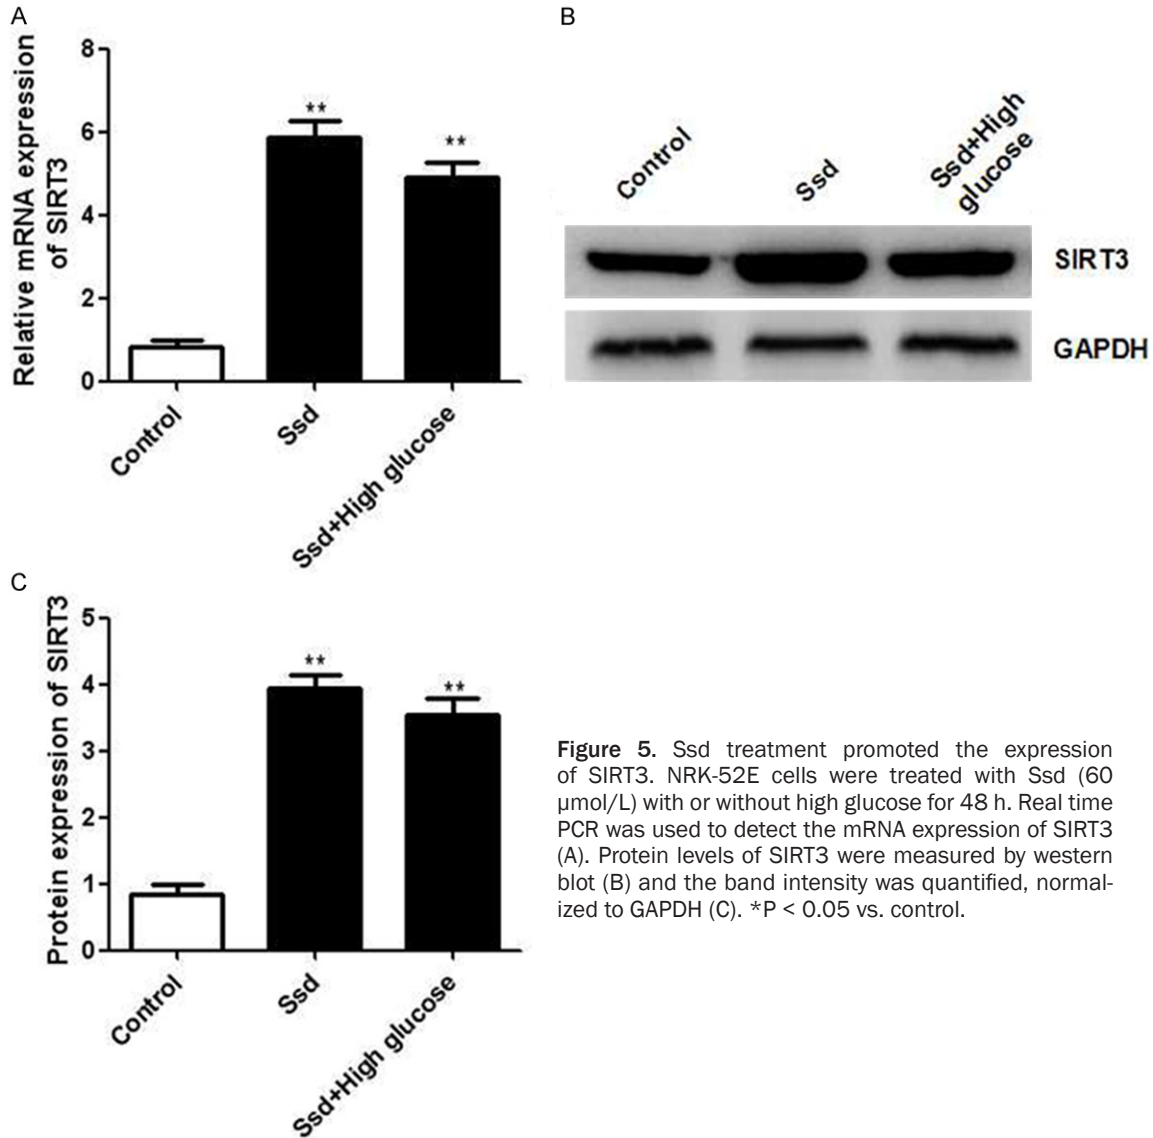 A
Relative mRNA expression
of SIRT3
8
6
4
2
0
**
**
Control
Ssd
Ssd+High glucose
B
Control
Ssd
Ssd+High
glucose
SIRT3
GAPDH
C
Protein expression of SIRT3
5
4
3
2
1
0
**
**
Control
Ssd
Ssd+High glucose
Figure 5. Ssd treatment promoted the expression
of SIRT3. NRK-52E cells were treated with Ssd (60
μmol/L) with or without high glucose for 48 h. Real time
PCR was used to detect the mRNA expression of SIRT3
(A). Protein levels of SIRT3 were measured by western
blot (B) and the band intensity was quantified, normal-
ized to GAPDH (C). *P < 0.05 vs. control.